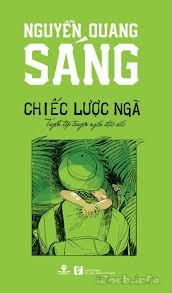 NGUYỄN QUANG
SÁNG
CHIẾC LƯỢC NGÀ
Tuyển tập truyện ngắn đặc sắc